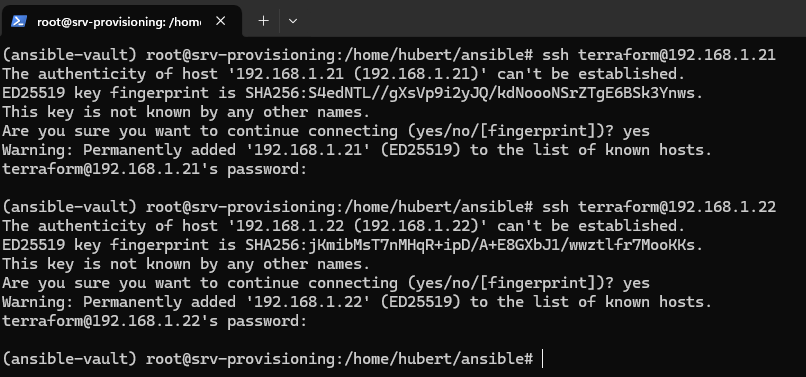 root@srv-provisioning: /home
(ansible-vault) root@srv-provisioning:/home/hubert/ansible# ssh terraform@192.168.1.21
The authenticity of host '192.168.1.21 (192.168.1.21)' can't be established.
ED25519 key fingerprint is SHA256:S4edNTL//gXsVp9i2yJQ/kdNoooNSrZTgE6BSk3Ynws.
This key is not known by any other names.
Are you sure you want to continue connecting (yes/no/[fingerprint])? yes
Warning: Permanently added '192.168.1.21' (ED25519) to the list of known hosts.
terraform@192.168.1.21's password:
(ansible-vault) root@srv-provisioning:/home/hubert/ansible# ssh terraform@192.168.1.22
The authenticity of host '192.168.1.22 (192.168.1.22)' can't be established.
ED25519 key fingerprint is SHA256:jKmibMsT7nMHqR+ipD/A+E8GXbJ1/wwztlfr7MooKKs.
This key is not known by any other names.
Are you sure you want to continue connecting (yes/no/[fingerprint])? yes
Warning: Permanently added '192.168.1.22' (ED25519) to the list of known hosts.
terraform@192.168.1.22's password:
(ansible-vault) root@srv-provisioning:/home/hubert/ansible#